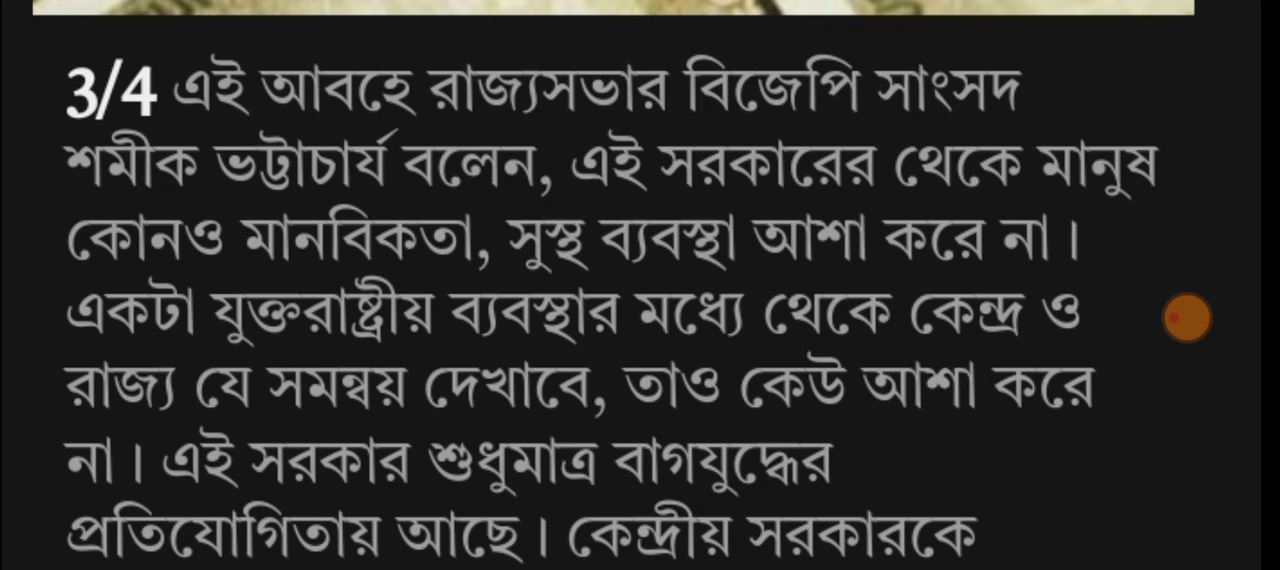 3/4 এই আবহে রাজ্যসভার বিজেপি সাংসদ
শমীক ভট্টাচার্য বলেন, এই সরকারের থেকে মানুষ
কোনও মানবিকতা, সুস্থ ব্যবস্থা আশা করে না।
একটা যুক্তরাষ্ট্রীয় ব্যবস্থার মধ্যে থেকে কেন্দ্র ও
রাজ্য যে সমন্বয় দেখাবে, তাও কেউ আশা করে
না। এই সরকার শুধুমাত্র বাগযুদ্ধের
প্রতিযোগিতায় আছে। কেন্দ্রীয় সরকারকে